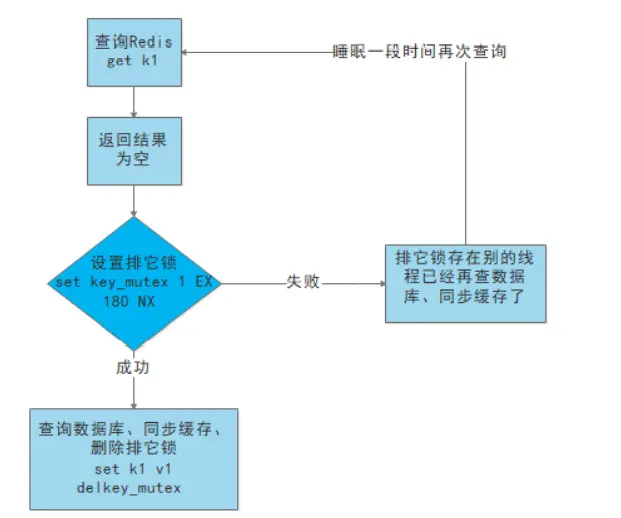 查询Redis
get k1
睡眠一段时间再次查询
返回结果
为空
设置排它锁
set key_mutex 1 EX
180 NX
失败
排它锁存在别的线
程已经再查数据
库、同步缓存了
成功
查询数据库、同步缓存、
删除排它锁
set k1 v1
delkey_mutex